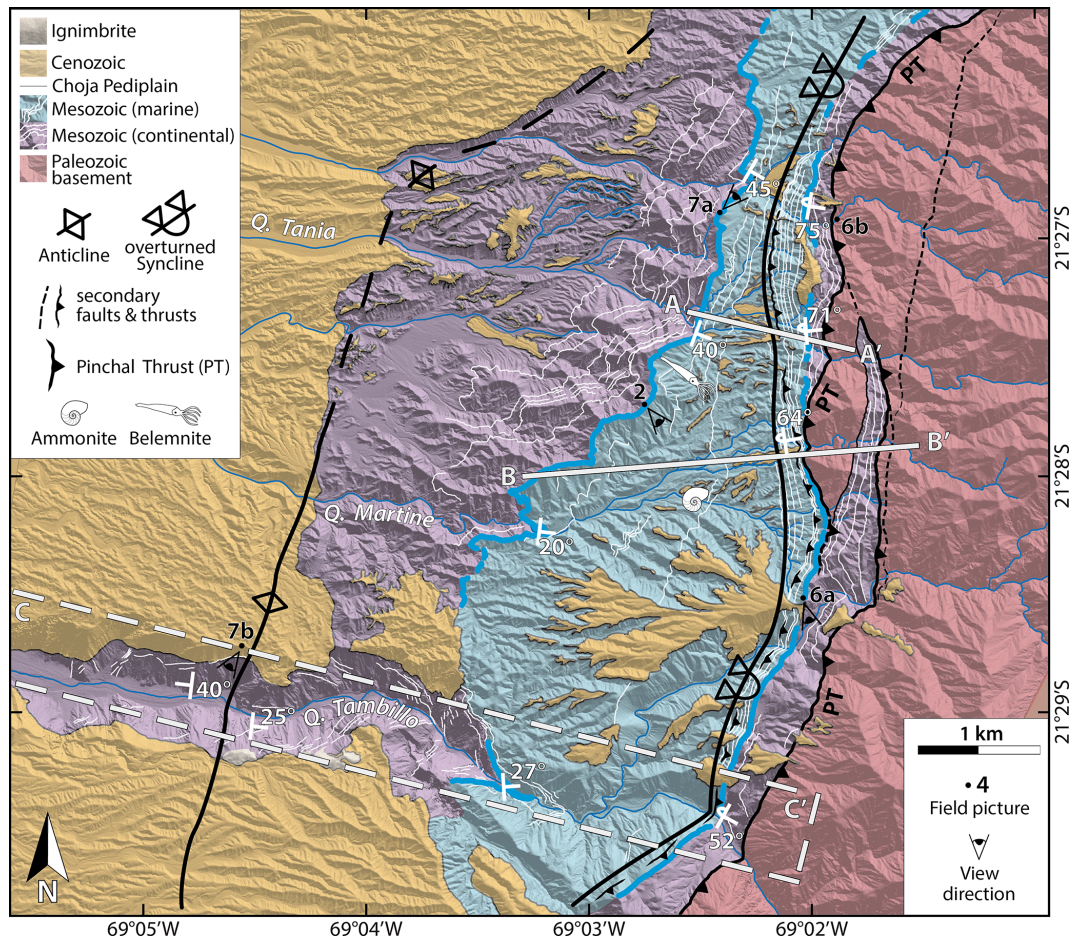 Ignimbrite
Cenozoic
Choja Pediplain
Mesozoic (marine)
Mesozoic (continental)
Paleozoic
basement
Anticline
overturned
Syncline
secondary
faults & thrusts
Pinchal Thrust (PT)
Ammonite
Belemnite
PT
45°
7a
75°
6b
Q. Tania
21°27'S
A
71°
40°
A'
2
PT
64°
B
B'
21°28'S
Q. Martine
20°
6a
C
7b
40°
25°
Q. Tambillo
PT
21°29'S
27°
C'
52°
1 km
4
Field picture
View
direction
N
69°05'W
69°04'W
69°03'W
69°02'W